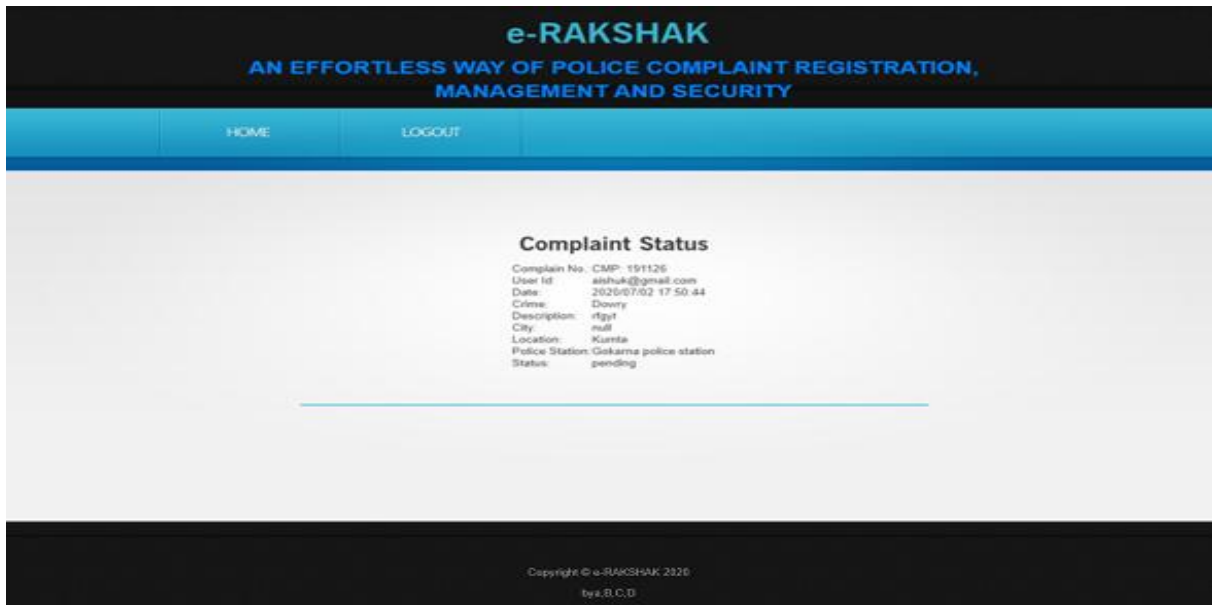 e-RAKSHAK
AN EFFORTLESS WAY OF POLICE COMPLAINT REGISTRATION,
MANAGEMENT AND SECURITY
HOME LOGOUT
Complaint Status
Complain No. CMP: 191126
User Id: aishuk@gmail.com
Date: 2020/07/02 17:50:44
Crime: Dowry
Description: rfgyt
City: null
Location: Kumta
Police Station: Gokarna police station
Status: pending
Copyright © e-RAKSHAK 2020
bya,B,C,D